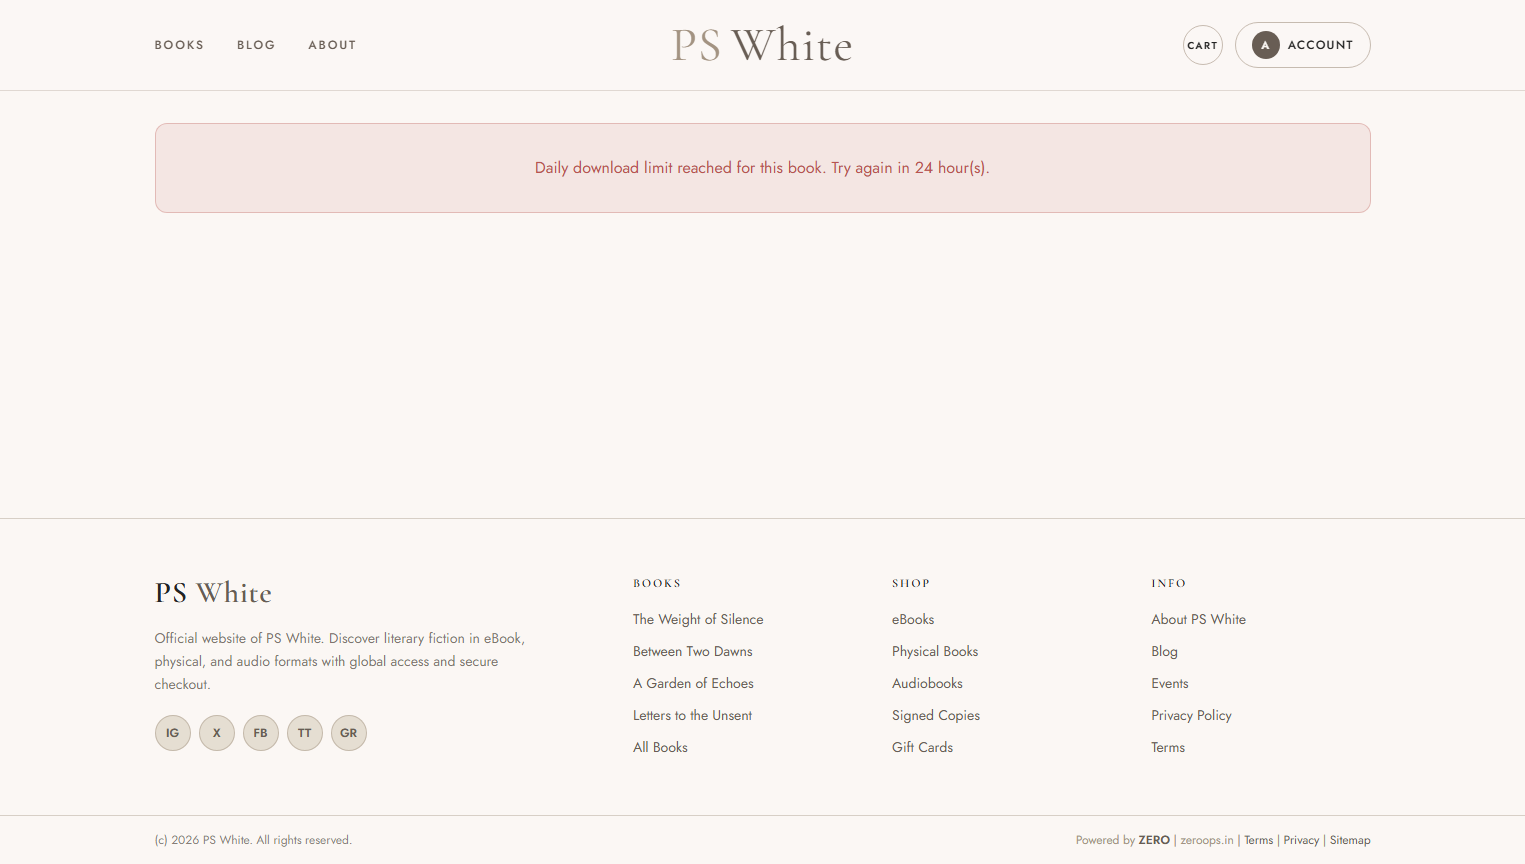 BOOKS BLOG ABOUT PS White CART A ACCOUNT
Daily download limit reached for this book. Try again in 24 hour(s).
PS White
Official website of PS White. Discover literary fiction in eBook,
physical, and audio formats with global access and secure
checkout.
IG X FB TT GR
BOOKS
The Weight of Silence
Between Two Dawns
A Garden of Echoes
Letters to the Unsent
All Books
SHOP
eBooks
Physical Books
Audiobooks
Signed Copies
Gift Cards
INFO
About PS White
Blog
Events
Privacy Policy
Terms
(c) 2026 PS White. All rights reserved.
Powered by ZERO | zeroops.in | Terms | Privacy | Sitemap